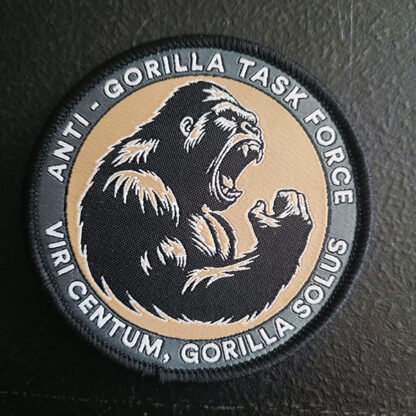 ANTI - GORILLA TASK FORCE
VIRI CENTUM, GORILLA SOLUS